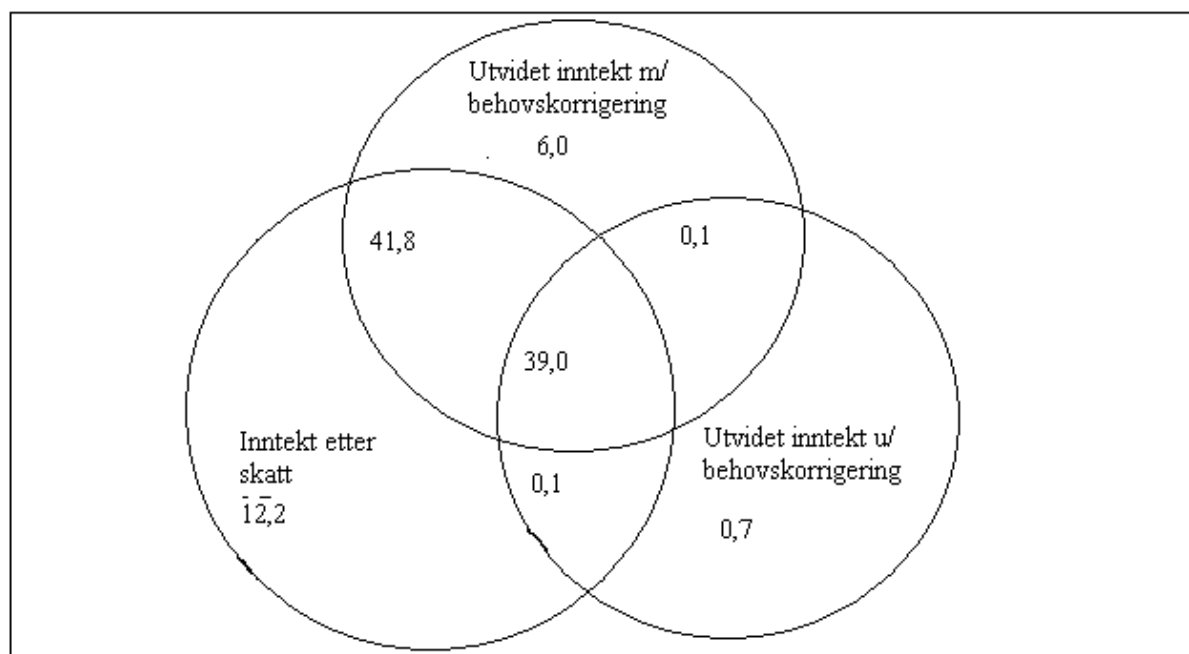 Utvidet inntekt m/
behovskorrigering
6,0
41,8
0,1
39,0
Inntekt etter
skatt
12,2
0,1
Utvidet inntekt u/
behovskorrigering
0,7